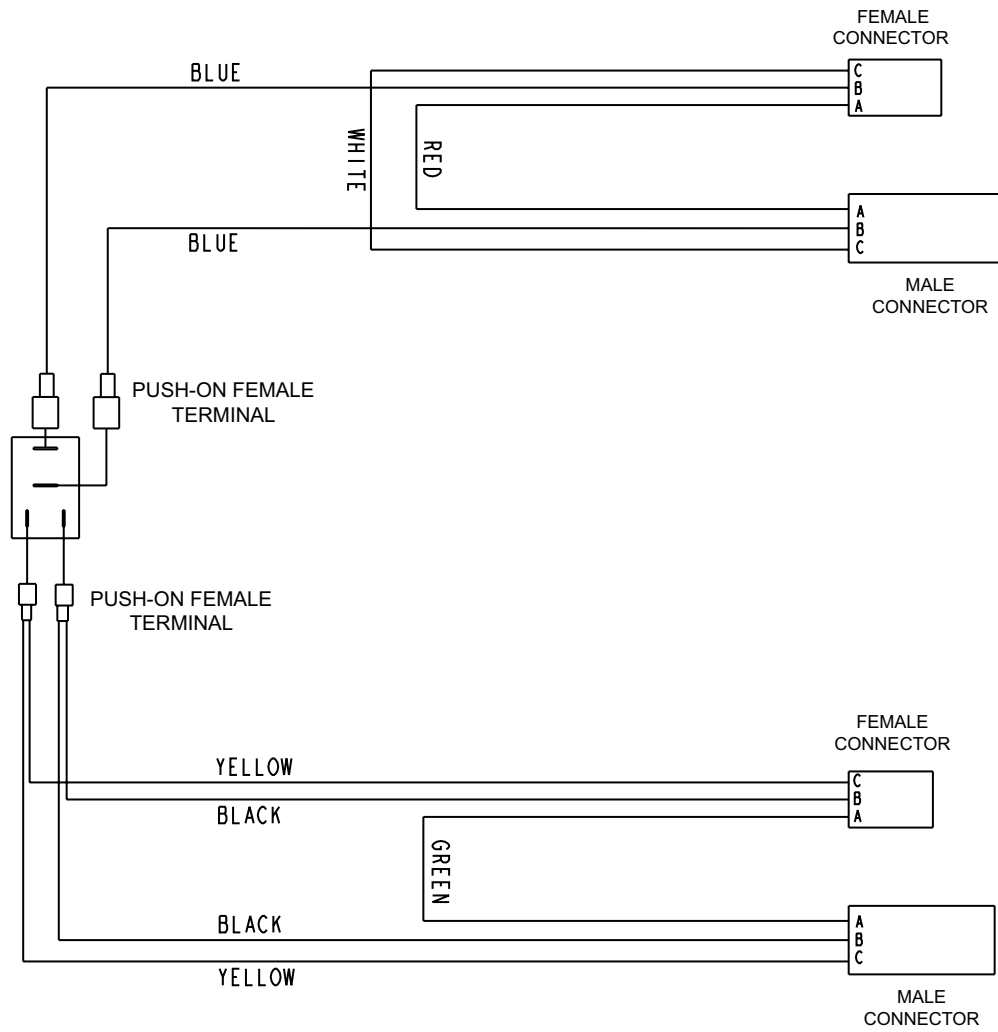 FEMALE
CONNECTOR
BLUE
C
B
A
WHITE
RED
A
B
C
BLUE
MALE
CONNECTOR
PUSH-ON FEMALE
TERMINAL
PUSH-ON FEMALE
TERMINAL
FEMALE
CONNECTOR
YELLOW
C
B
A
BLACK
GREEN
A
B
C
BLACK
YELLOW
MALE
CONNECTOR